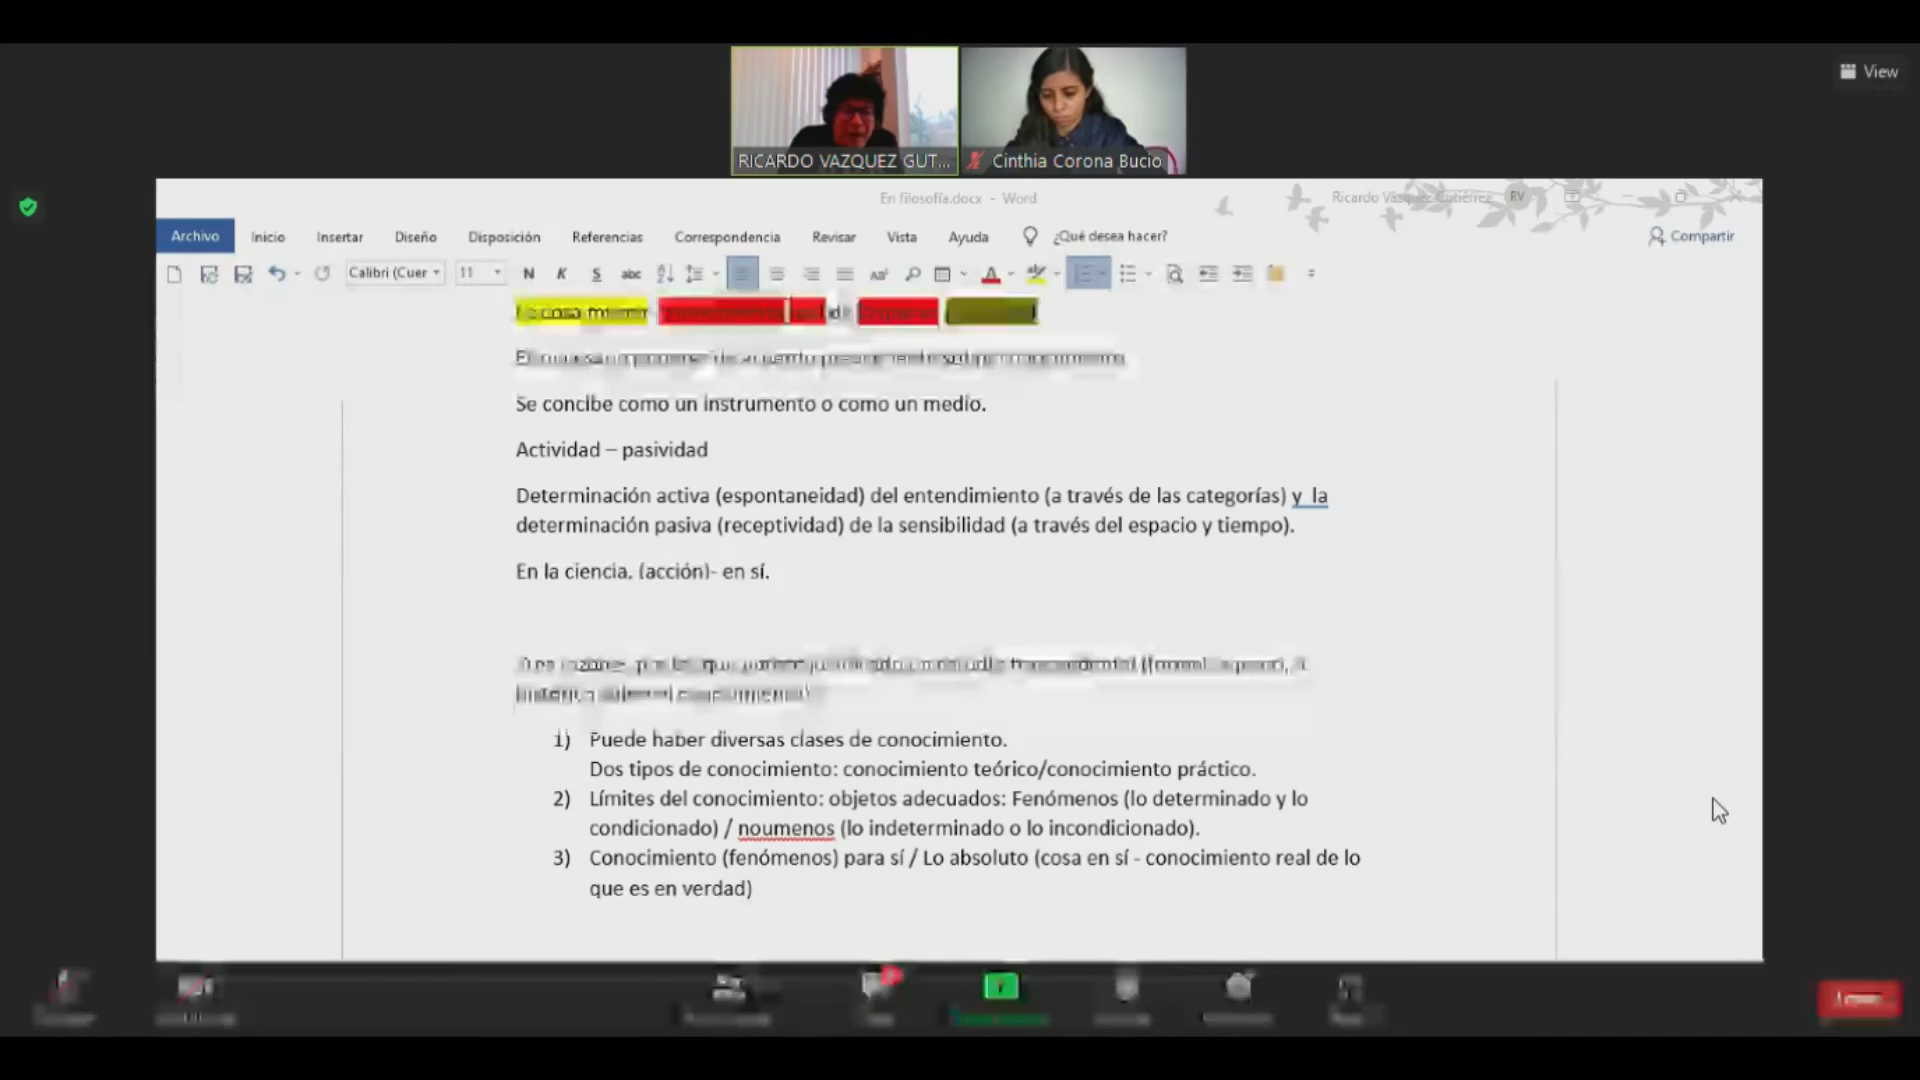 View
RICARDO VAZQUEZ GUT...
Cinthia Corona Bucio
En filosofía.docx - Word
Ricardo Vázquez Gutiérrez
RV
Archivo Inicio Insertar Diseño Disposición Referencias Correspondencia Revisar Vista Ayuda ¿Qué desea hacer? Compartir
Calibri (Cuer 11 N K S abc
Se concibe como un instrumento o como un medio.
Actividad – pasividad
Determinación activa (espontaneidad) del entendimiento (a través de las categorías) y la
determinación pasiva (receptividad) de la sensibilidad (a través del espacio y tiempo).
En la ciencia. (acción)- en sí.
1) Puede haber diversas clases de conocimiento.
Dos tipos de conocimiento: conocimiento teórico/conocimiento práctico.
2) Límites del conocimiento: objetos adecuados: Fenómenos (lo determinado y lo
condicionado) / noumenos (lo indeterminado o lo incondicionado).
3) Conocimiento (fenómenos) para sí / Lo absoluto (cosa en sí - conocimiento real de lo
que es en verdad)